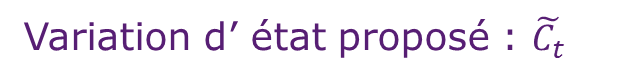 Variation d’ état proposé : C̃ₜ